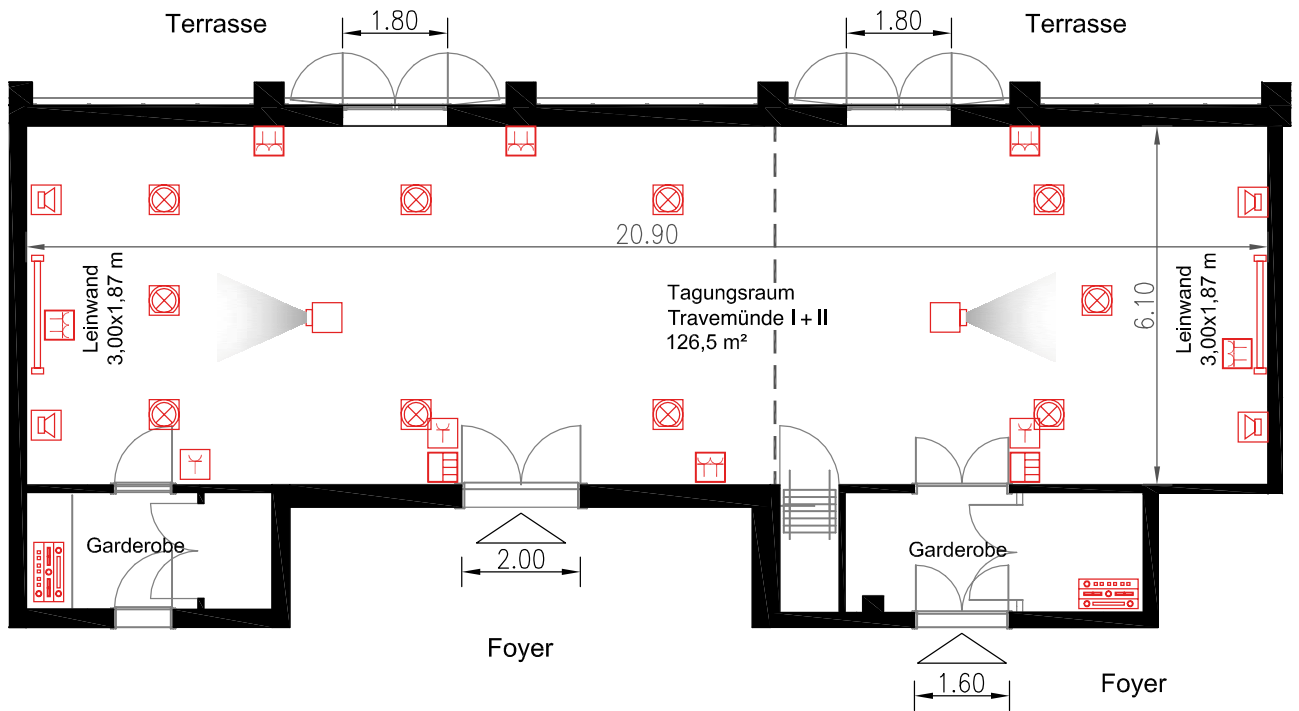 Terrasse
1.80
1.80
Terrasse
20.90
Leinwand
3,00x1,87 m
Tagungsraum
Travemünde I + II
126,5 m²
6.10
Leinwand
3,00x1,87 m
Garderobe
2.00
Garderobe
Foyer
1.60
Foyer